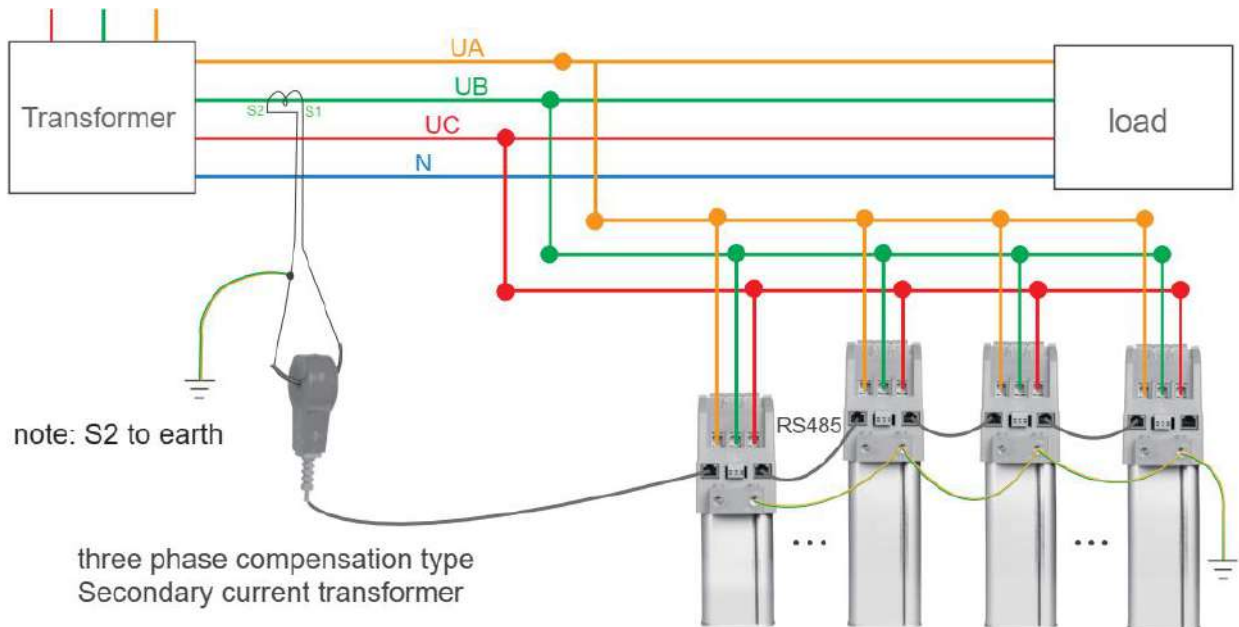 UA
UB
S2 S1
Transformer
UC
load
N
note: S2 to earth
RS485
...
...
three phase compensation type
Secondary current transformer